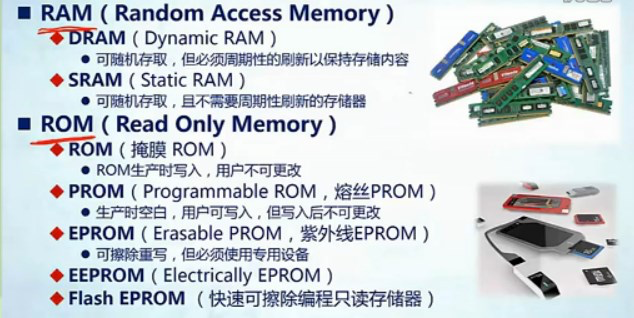 RAM（Random Access Memory）
DRAM（Dynamic RAM）
可随机存取，但必须周期性的刷新以保持存储内容
SRAM（Static RAM）
可随机存取，且不需要周期性刷新的存储器
ROM（Read Only Memory）
ROM（掩膜 ROM）
ROM生产时写入，用户不可更改
PROM（Programmable ROM，熔丝PROM）
生产时空白，用户可写入，但写入后不可更改
EPROM（Erasable PROM，紫外线EPROM）
可擦除重写，但必须使用专用设备
EEPROM（Electrically EPROM）
Flash EPROM （快速可擦除编程只读存储器）